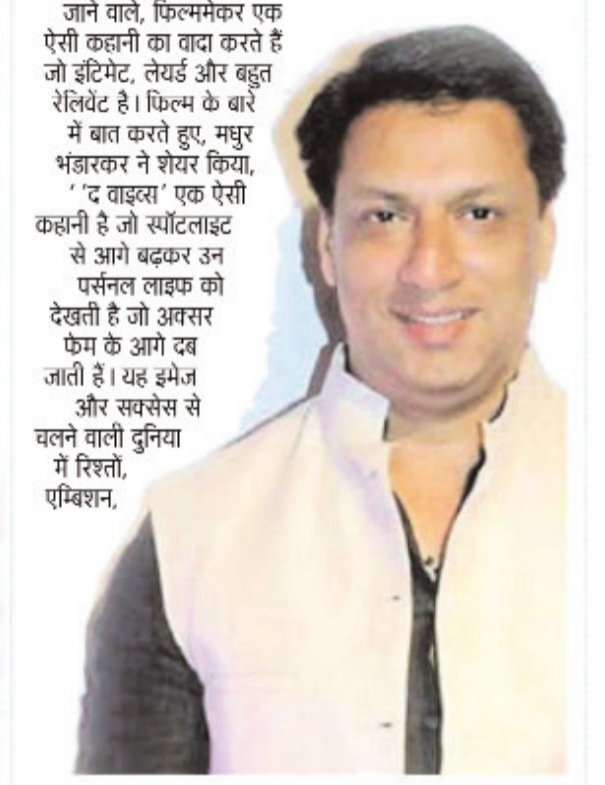 जाने वाले, फिल्ममेकर एक
ऐसी कहानी का वादा करते हैं
जो इंटिमेट, लेयर्ड और बहुत
रेलिवेंट है। फिल्म के बारे
में बात करते हुए, मधुर
भंडारकर ने शेयर किया,
‘ ‘द वाइव्स’ एक ऐसी
कहानी है जो स्पॉटलाइट
से आगे बढ़कर उन
पर्सनल लाइफ को
देखती है जो अक्सर
फेम के आगे दब
जाती हैं। यह इमेज
और सक्सेस से
चलने वाली दुनिया
में रिश्तों,
एम्बिशन,